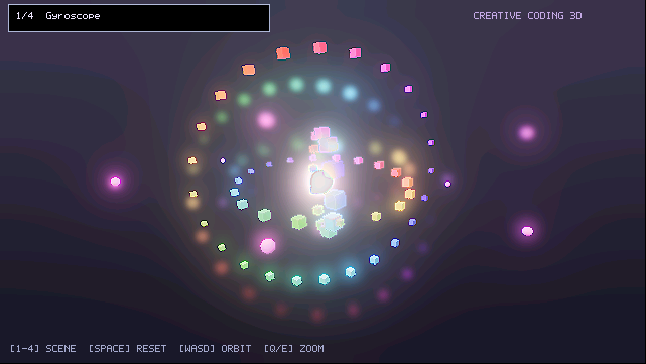 1/4  Gyroscope
CREATIVE CODING 3D
[1-4] SCENE  [SPACE] RESET  [WASD] ORBIT  [Q/E] ZOOM